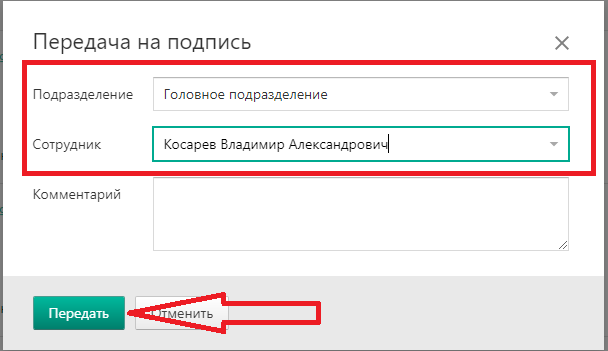 Передача на подпись
Подразделение Головное подразделение
Сотрудник Косарев Владимир Александрович
Комментарий
Передать Отменить